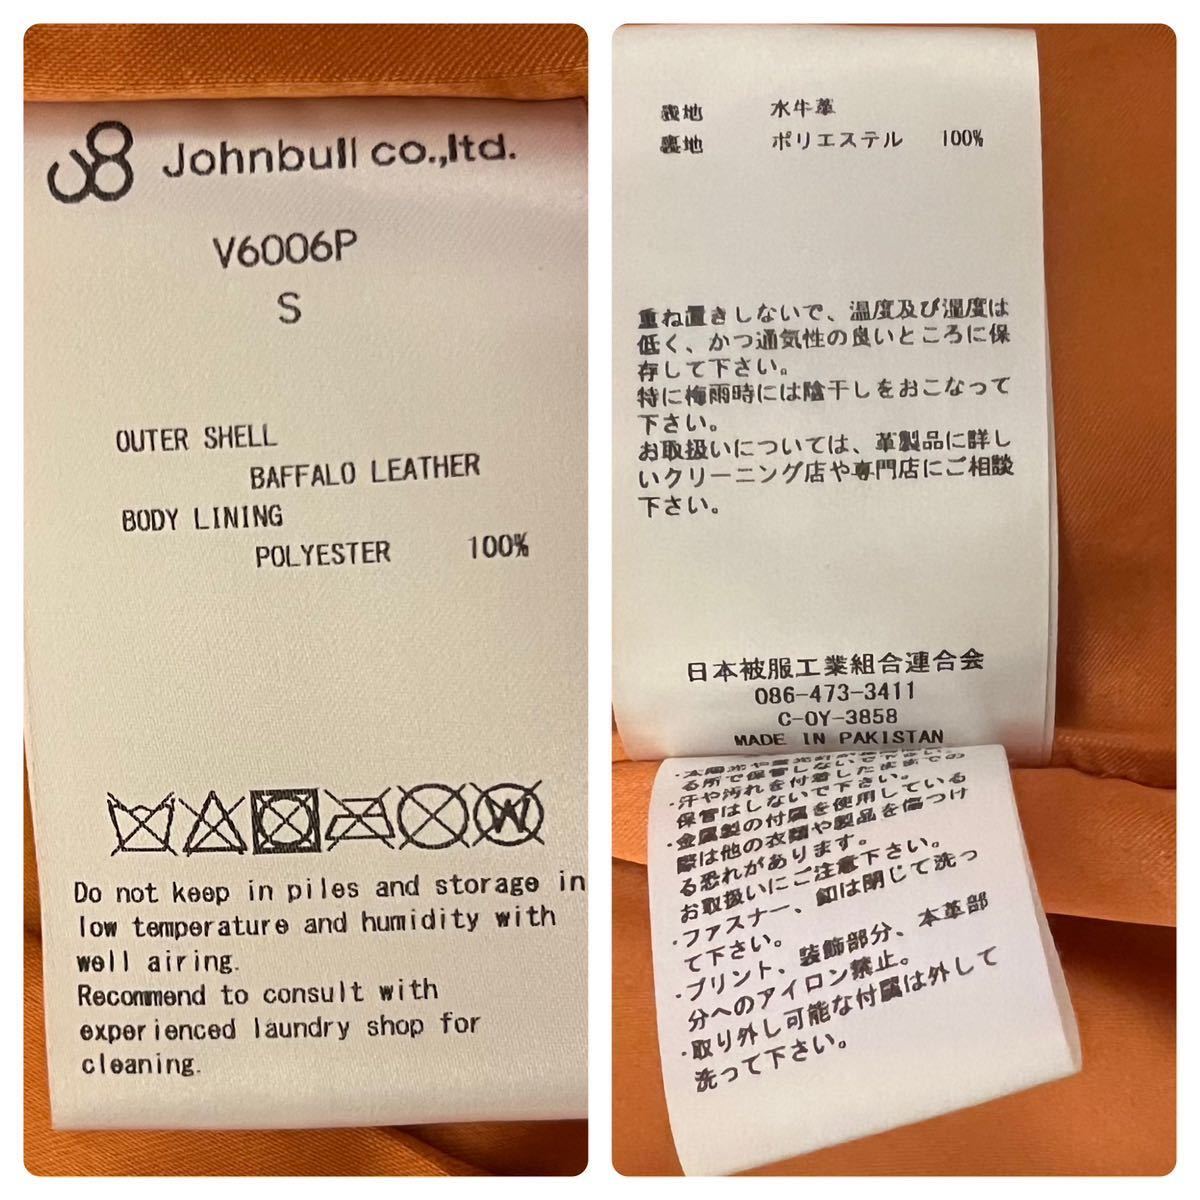 Johnbull co.,ltd.
V6006P
S
OUTER SHELL
BAFFALO LEATHER
BODY LINING
POLYESTER 100%
W
Do not keep in piles and storage in
low temperature and humidity with
well airing.
Recommend to consult with
experienced laundry shop for
cleaning.
表地 水牛革
裏地 ポリエステル 100%
重ね置きしないで、温度及び湿度は
低く、かつ通気性の良いところに保
存して下さい。
特に梅雨時には陰干しをおこなって
下さい。
お取扱いについては、革製品に詳し
いクリーニング店や専門店にご相談
下さい。
日本被服工業組合連合会
086-473-3411
C-OY-3858
MADE IN PAKISTAN
る所で保管しないで下さい。
・汗や汚れを付着したままでの
保管はしないで下さい。
・金属製の付属を使用している
際は他の衣類や製品を傷つけ
る恐れがあります。
お取扱いにご注意下さい。
・ファスナー、釦は閉じて洗っ
て下さい。
・プリント、装飾部分、本革部
分へのアイロン禁止。
・取り外し可能な付属は外して
洗って下さい。